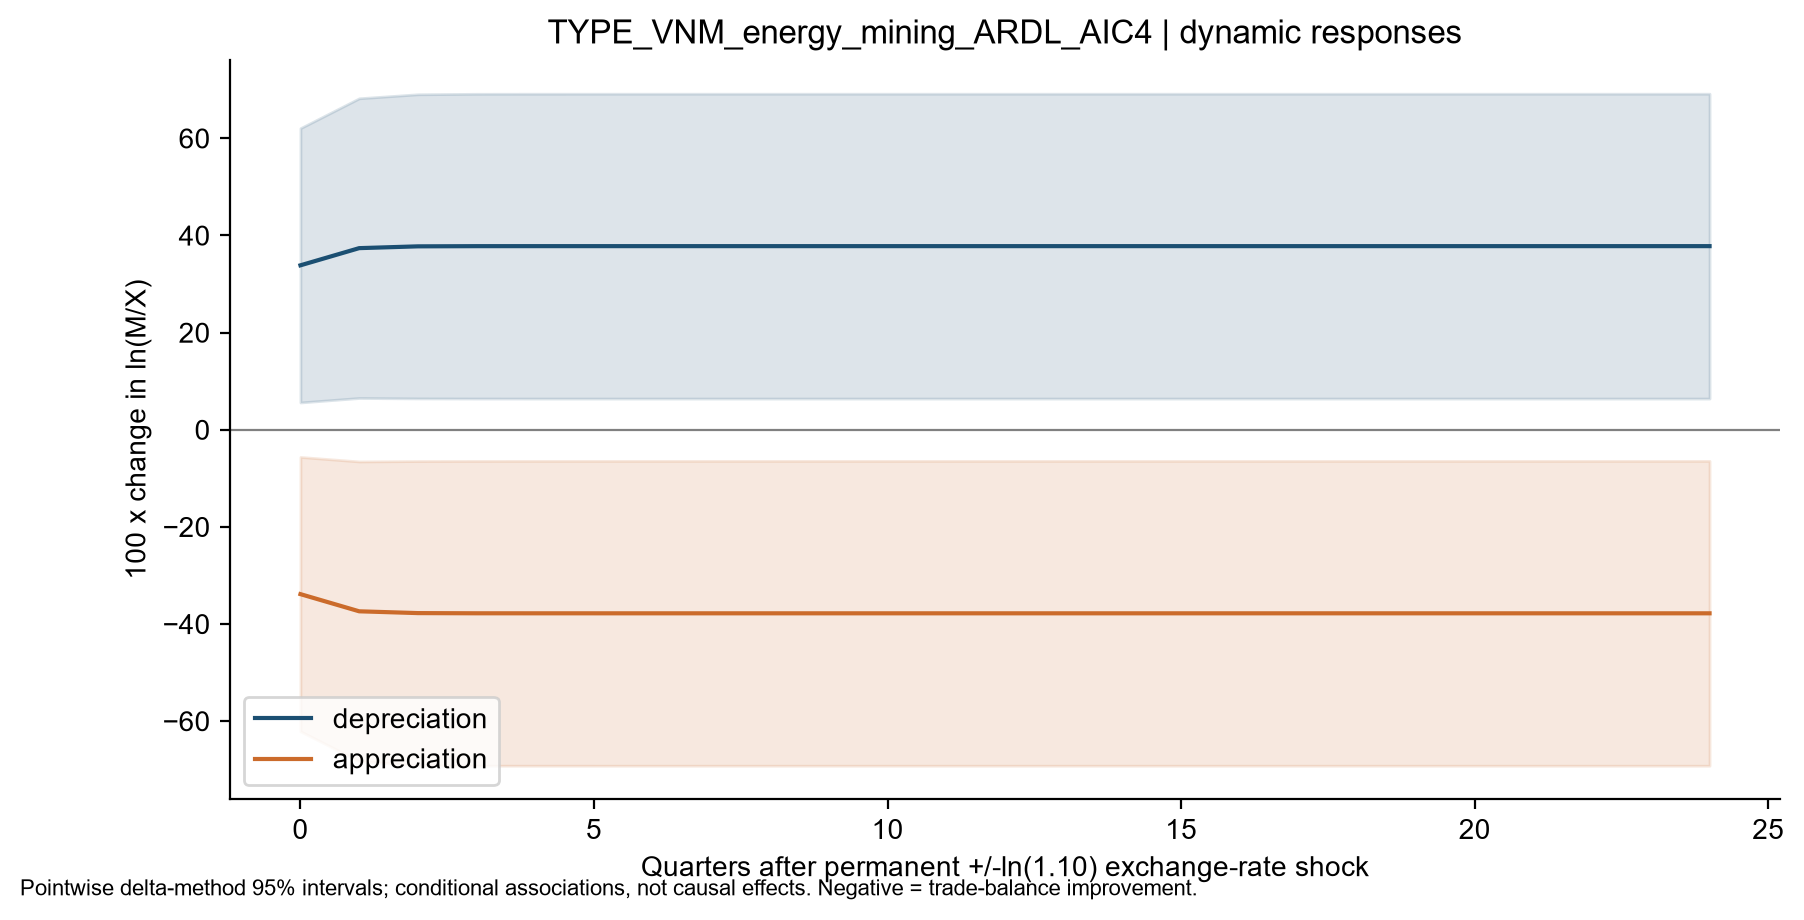 TYPE_VNM_energy_mining_ARDL_AIC4 | dynamic responses
100 x change in ln(M/X)
60
40
20
0
−20
−40
−60
depreciation
appreciation
0 5 10 15 20 25
Quarters after permanent +/-ln(1.10) exchange-rate shock
Pointwise delta-method 95% intervals; conditional associations, not causal effects. Negative = trade-balance improvement.